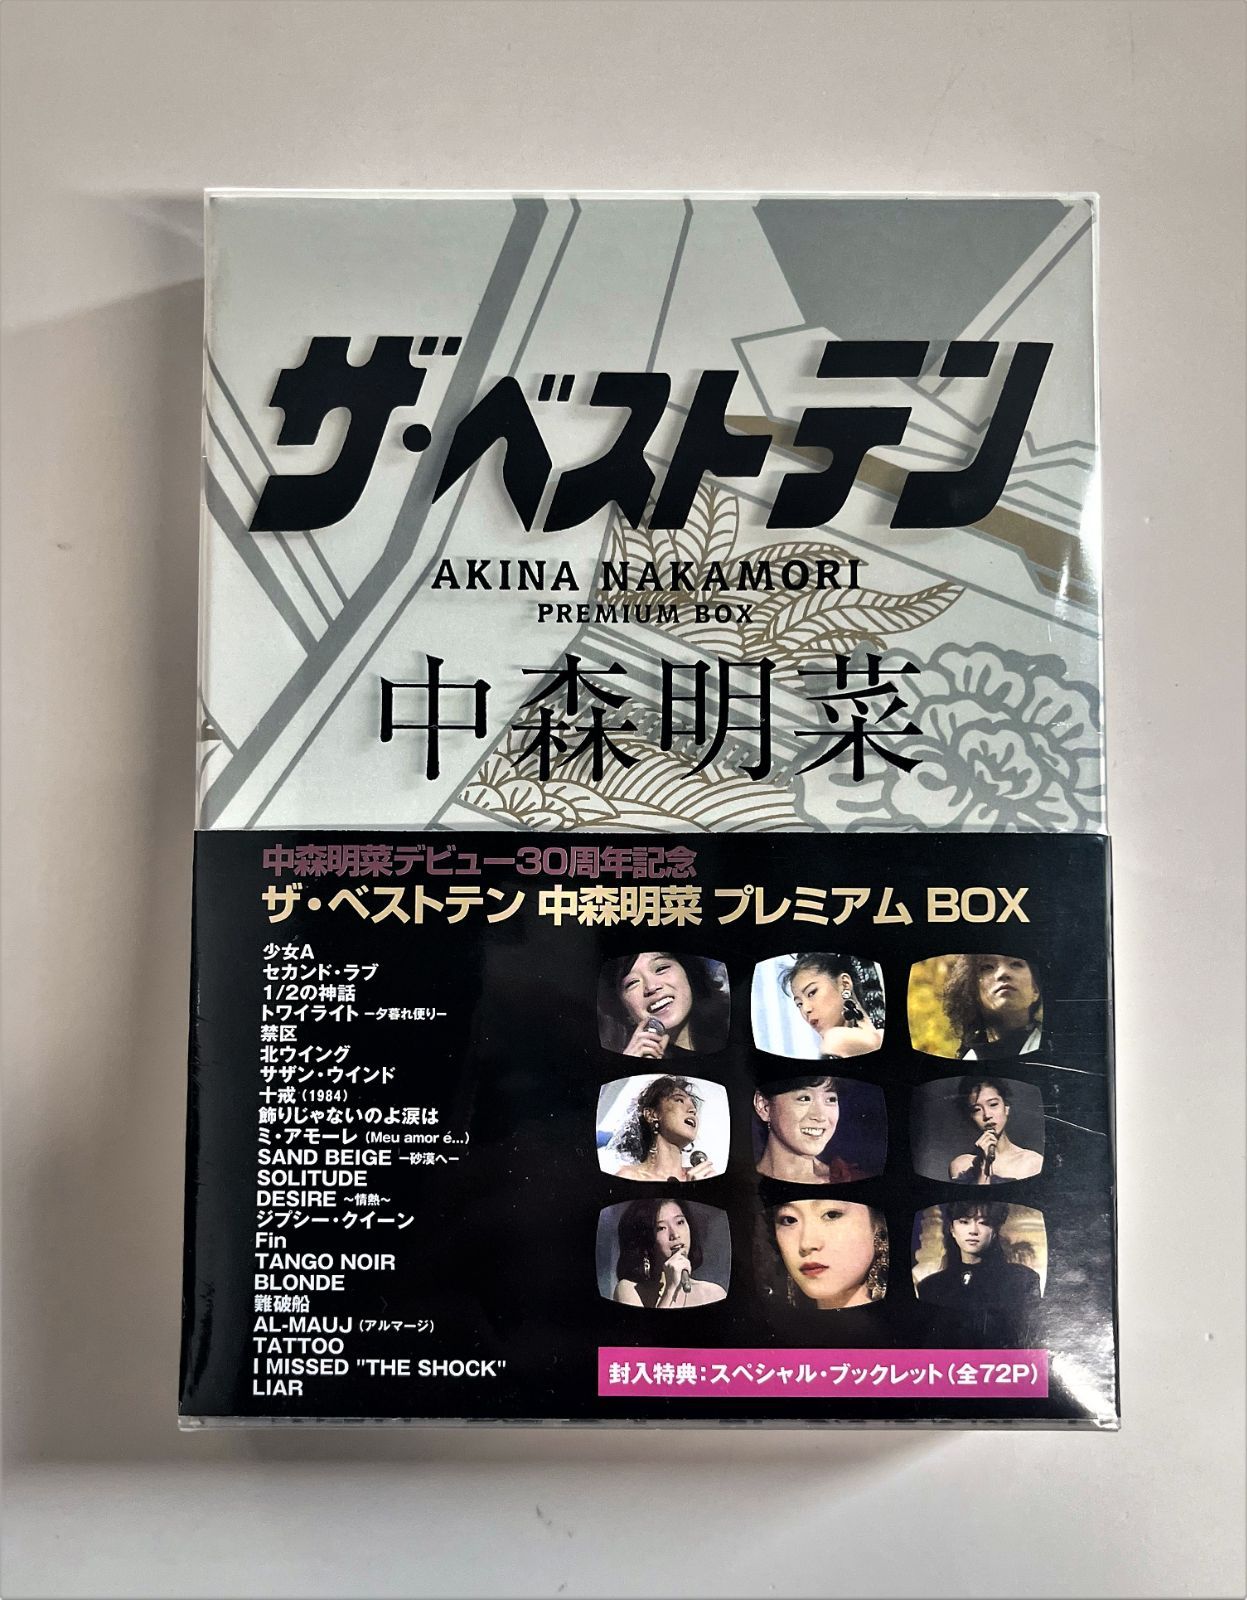 ザ・ベストテン
AKINA NAKAMORI
PREMIUM BOX
中森明菜
中森明菜デビュー30周年記念
ザ・ベストテン 中森明菜 プレミアム BOX
少女A
セカンド・ラブ
1/2の神話
トワイライト －夕暮れ便り－
禁区
北ウイング
サザン・ウインド
十戒 (1984)
飾りじゃないのよ涙は
ミ・アモーレ (Meu amor é...)
SAND BEIGE －砂漠へ－
SOLITUDE
DESIRE ～情熱～
ジプシー・クイーン
Fin
TANGO NOIR
BLONDE
難破船
AL-MAUJ (アルマージ)
TATTOO
I MISSED "THE SHOCK"
LIAR
封入特典：スペシャル・ブックレット（全72P）